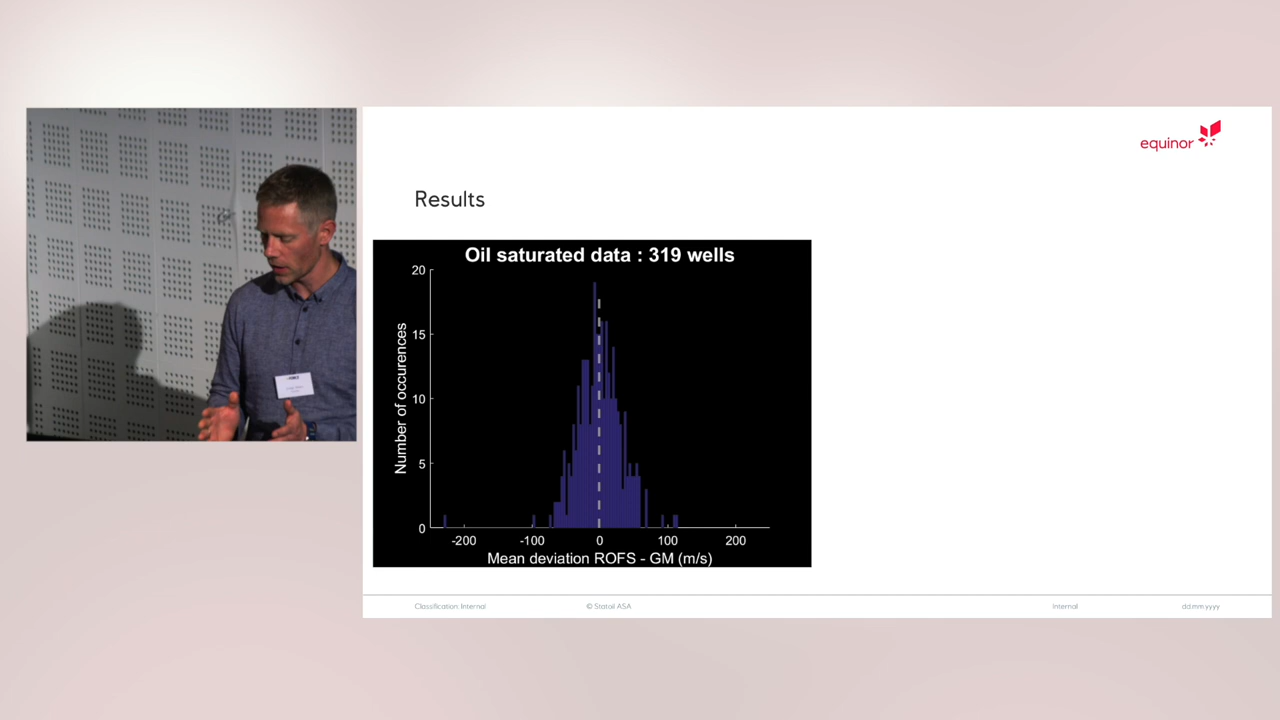 equinor
Results
Oil saturated data : 319 wells
20
15
10
5
0
Number of occurences
-200
-100
0
100
200
Mean deviation ROFS - GM (m/s)
Classification: Internal
© Statoil ASA
Internal
dd.mm.yyyy